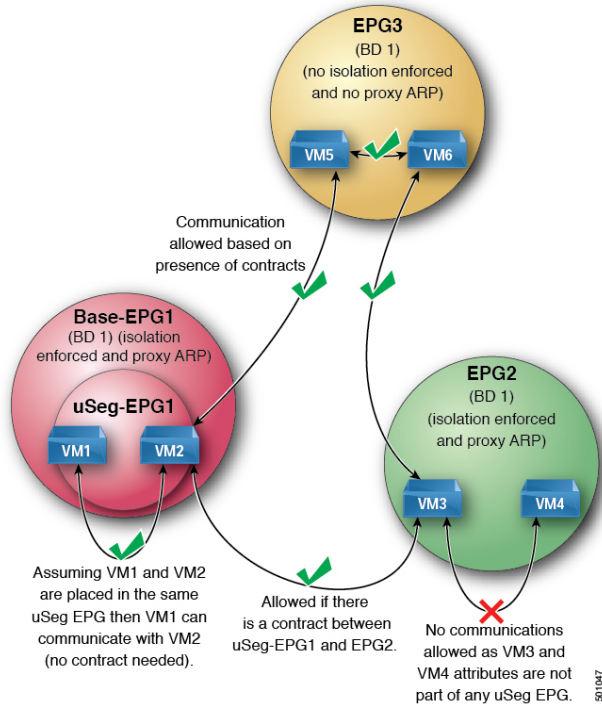 EPG3
(BD 1)
(no isolation enforced
and no proxy ARP)
VM5
VM6
Communication
allowed based on
presence of contracts
Base-EPG1
(BD 1) (isolation
enforced and proxy ARP)
uSeg-EPG1
VM1
VM2
EPG2
(BD 1)
(isolation enforced
and proxy ARP)
VM3
VM4
Assuming VM1 and VM2
are placed in the same
uSeg EPG then VM1 can
communicate with VM2
(no contract needed).
Allowed if there
is a contract between
uSeg-EPG1 and EPG2.
No communications
allowed as VM3 and
VM4 attributes are not
part of any uSeg EPG.
501047